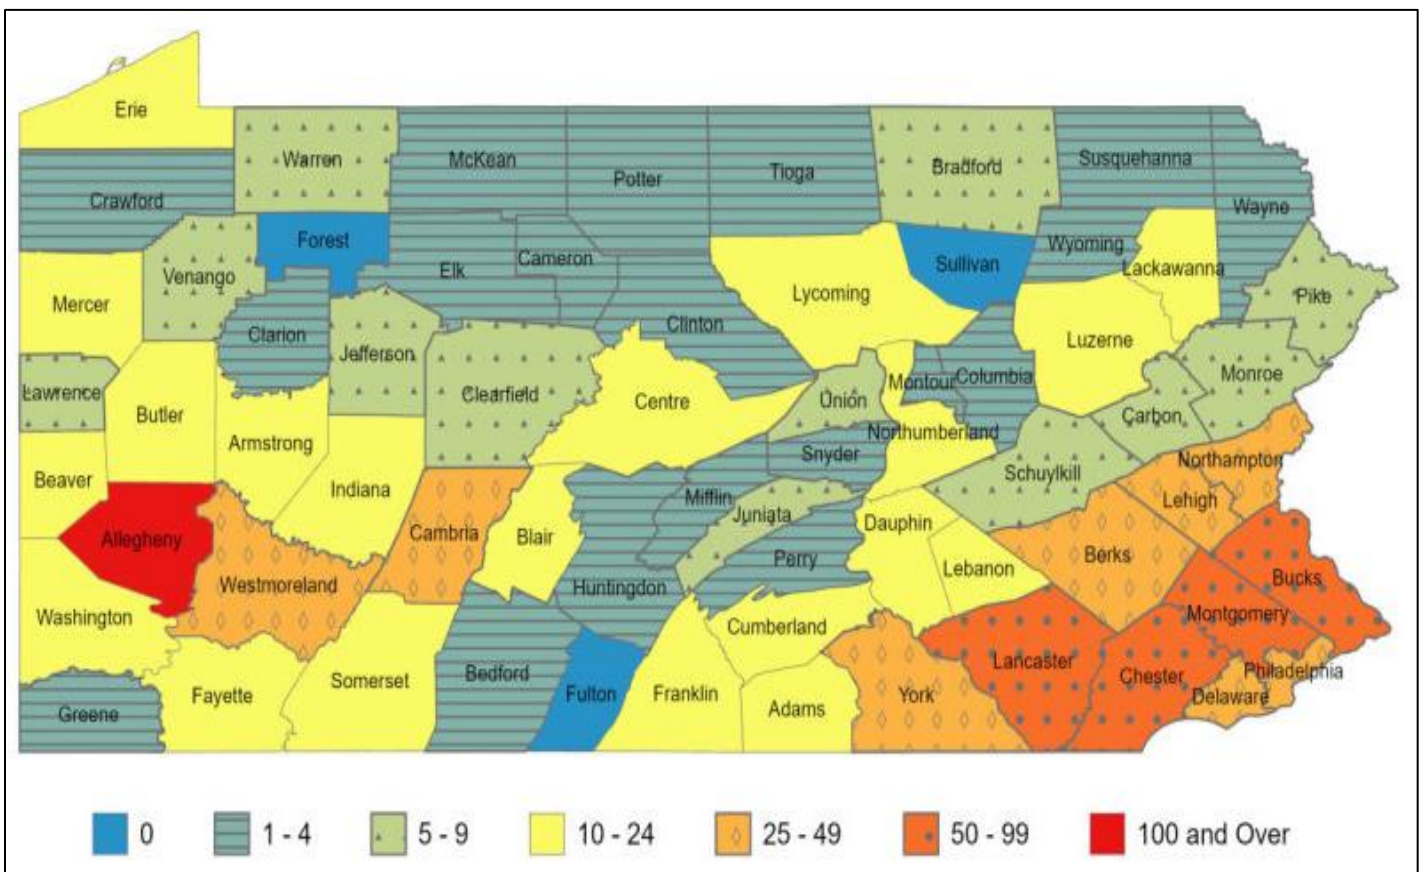 Erie
Warren
McKean
Potter
Tioga
Bradford
Susquehanna
Wayne
Crawford
Forest
Venango
Elk
Cameron
Sullivan
Wyoming
Lackawanna
Mercer
Clarion
Lycoming
Clinton
Pike
Jefferson
Luzerne
Lawrence
Butler
Clearfield
Centre
Union
Montour
Columbia
Monroe
Carbon
Armstrong
Northumberland
Snyder
Schuylkill
Northampton
Beaver
Indiana
Mifflin
Juniata
Lehigh
Allegheny
Cambria
Blair
Dauphin
Perry
Berks
Lebanon
Westmoreland
Huntingdon
Bucks
Washington
Cumberland
Montgomery
Fayette
Somerset
Bedford
Fulton
Franklin
Adams
York
Lancaster
Chester
Philadelphia
Delaware
Greene
0
1 - 4
5 - 9
10 - 24
25 - 49
50 - 99
100 and Over